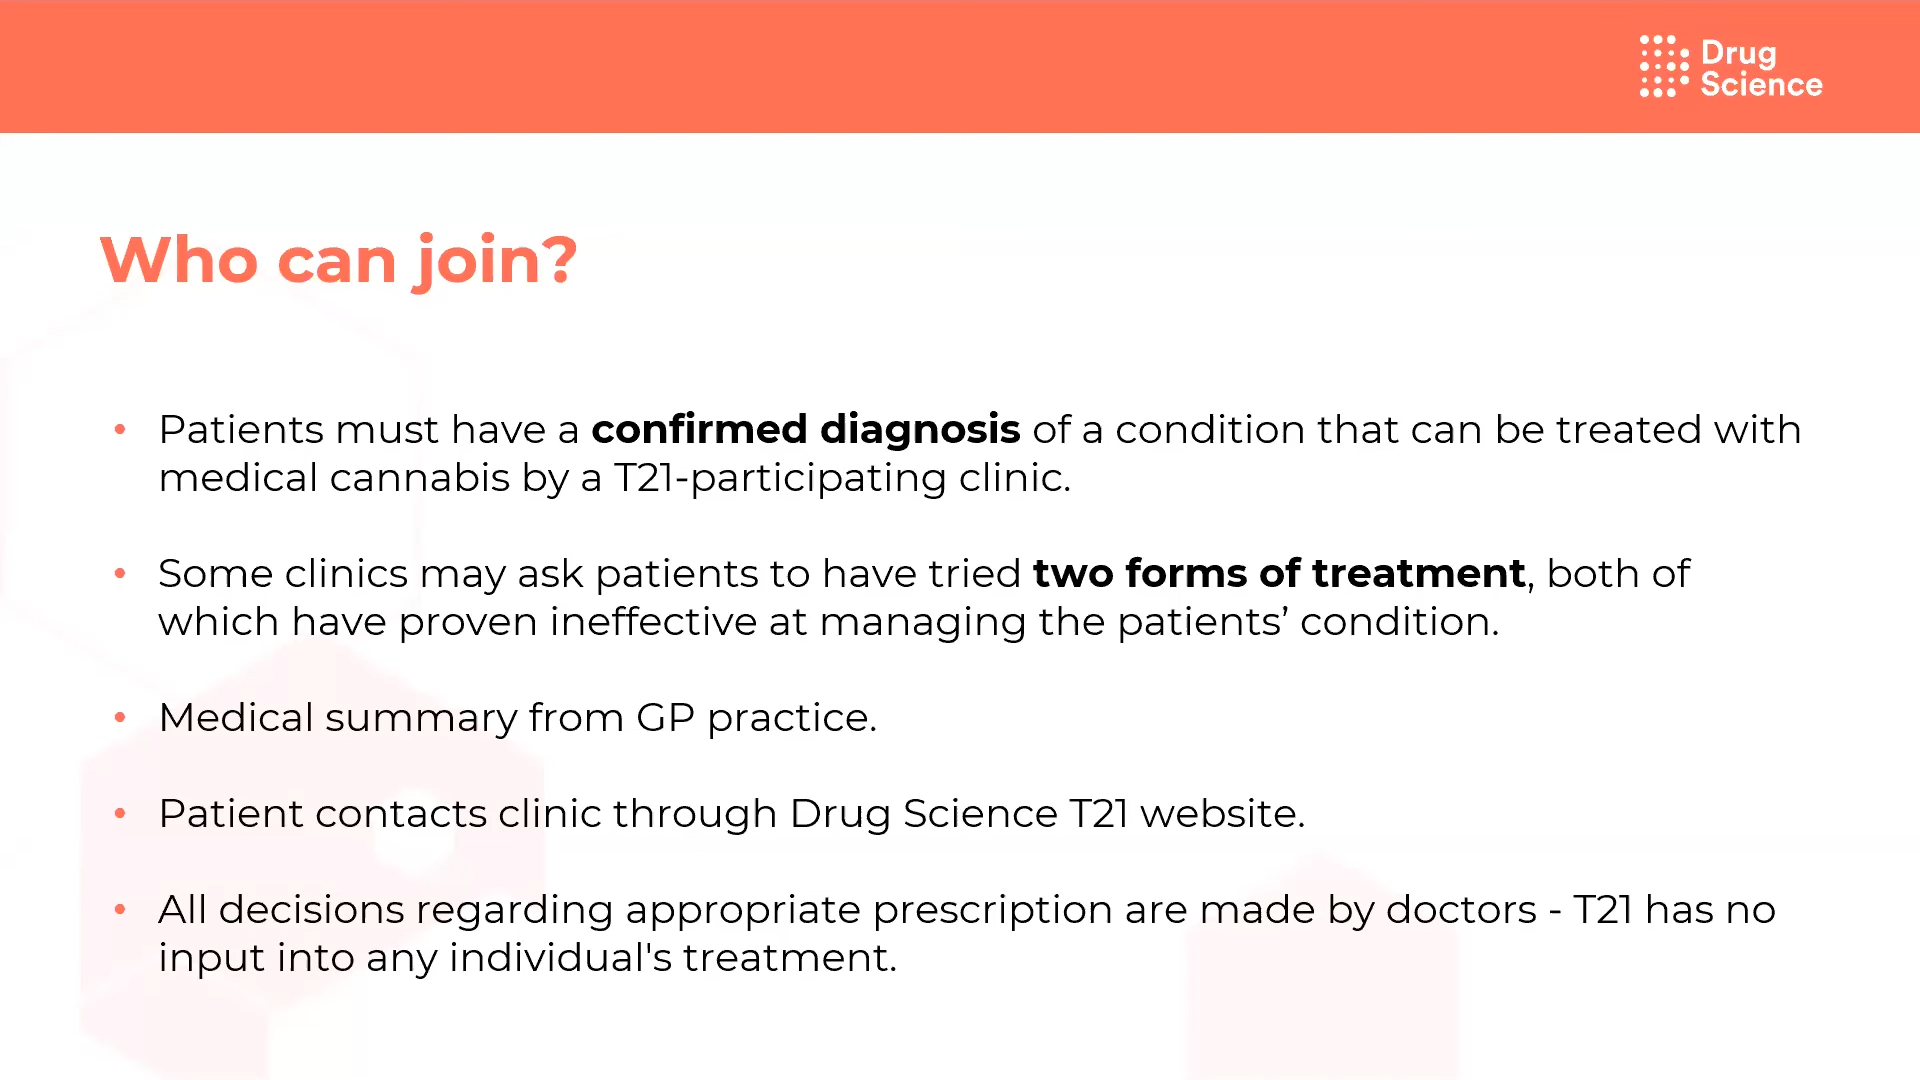 Drug
Science
Who can join?
• Patients must have a confirmed diagnosis of a condition that can be treated with
medical cannabis by a T21-participating clinic.
• Some clinics may ask patients to have tried two forms of treatment, both of
which have proven ineffective at managing the patients’ condition.
• Medical summary from GP practice.
• Patient contacts clinic through Drug Science T21 website.
• All decisions regarding appropriate prescription are made by doctors - T21 has no
input into any individual's treatment.